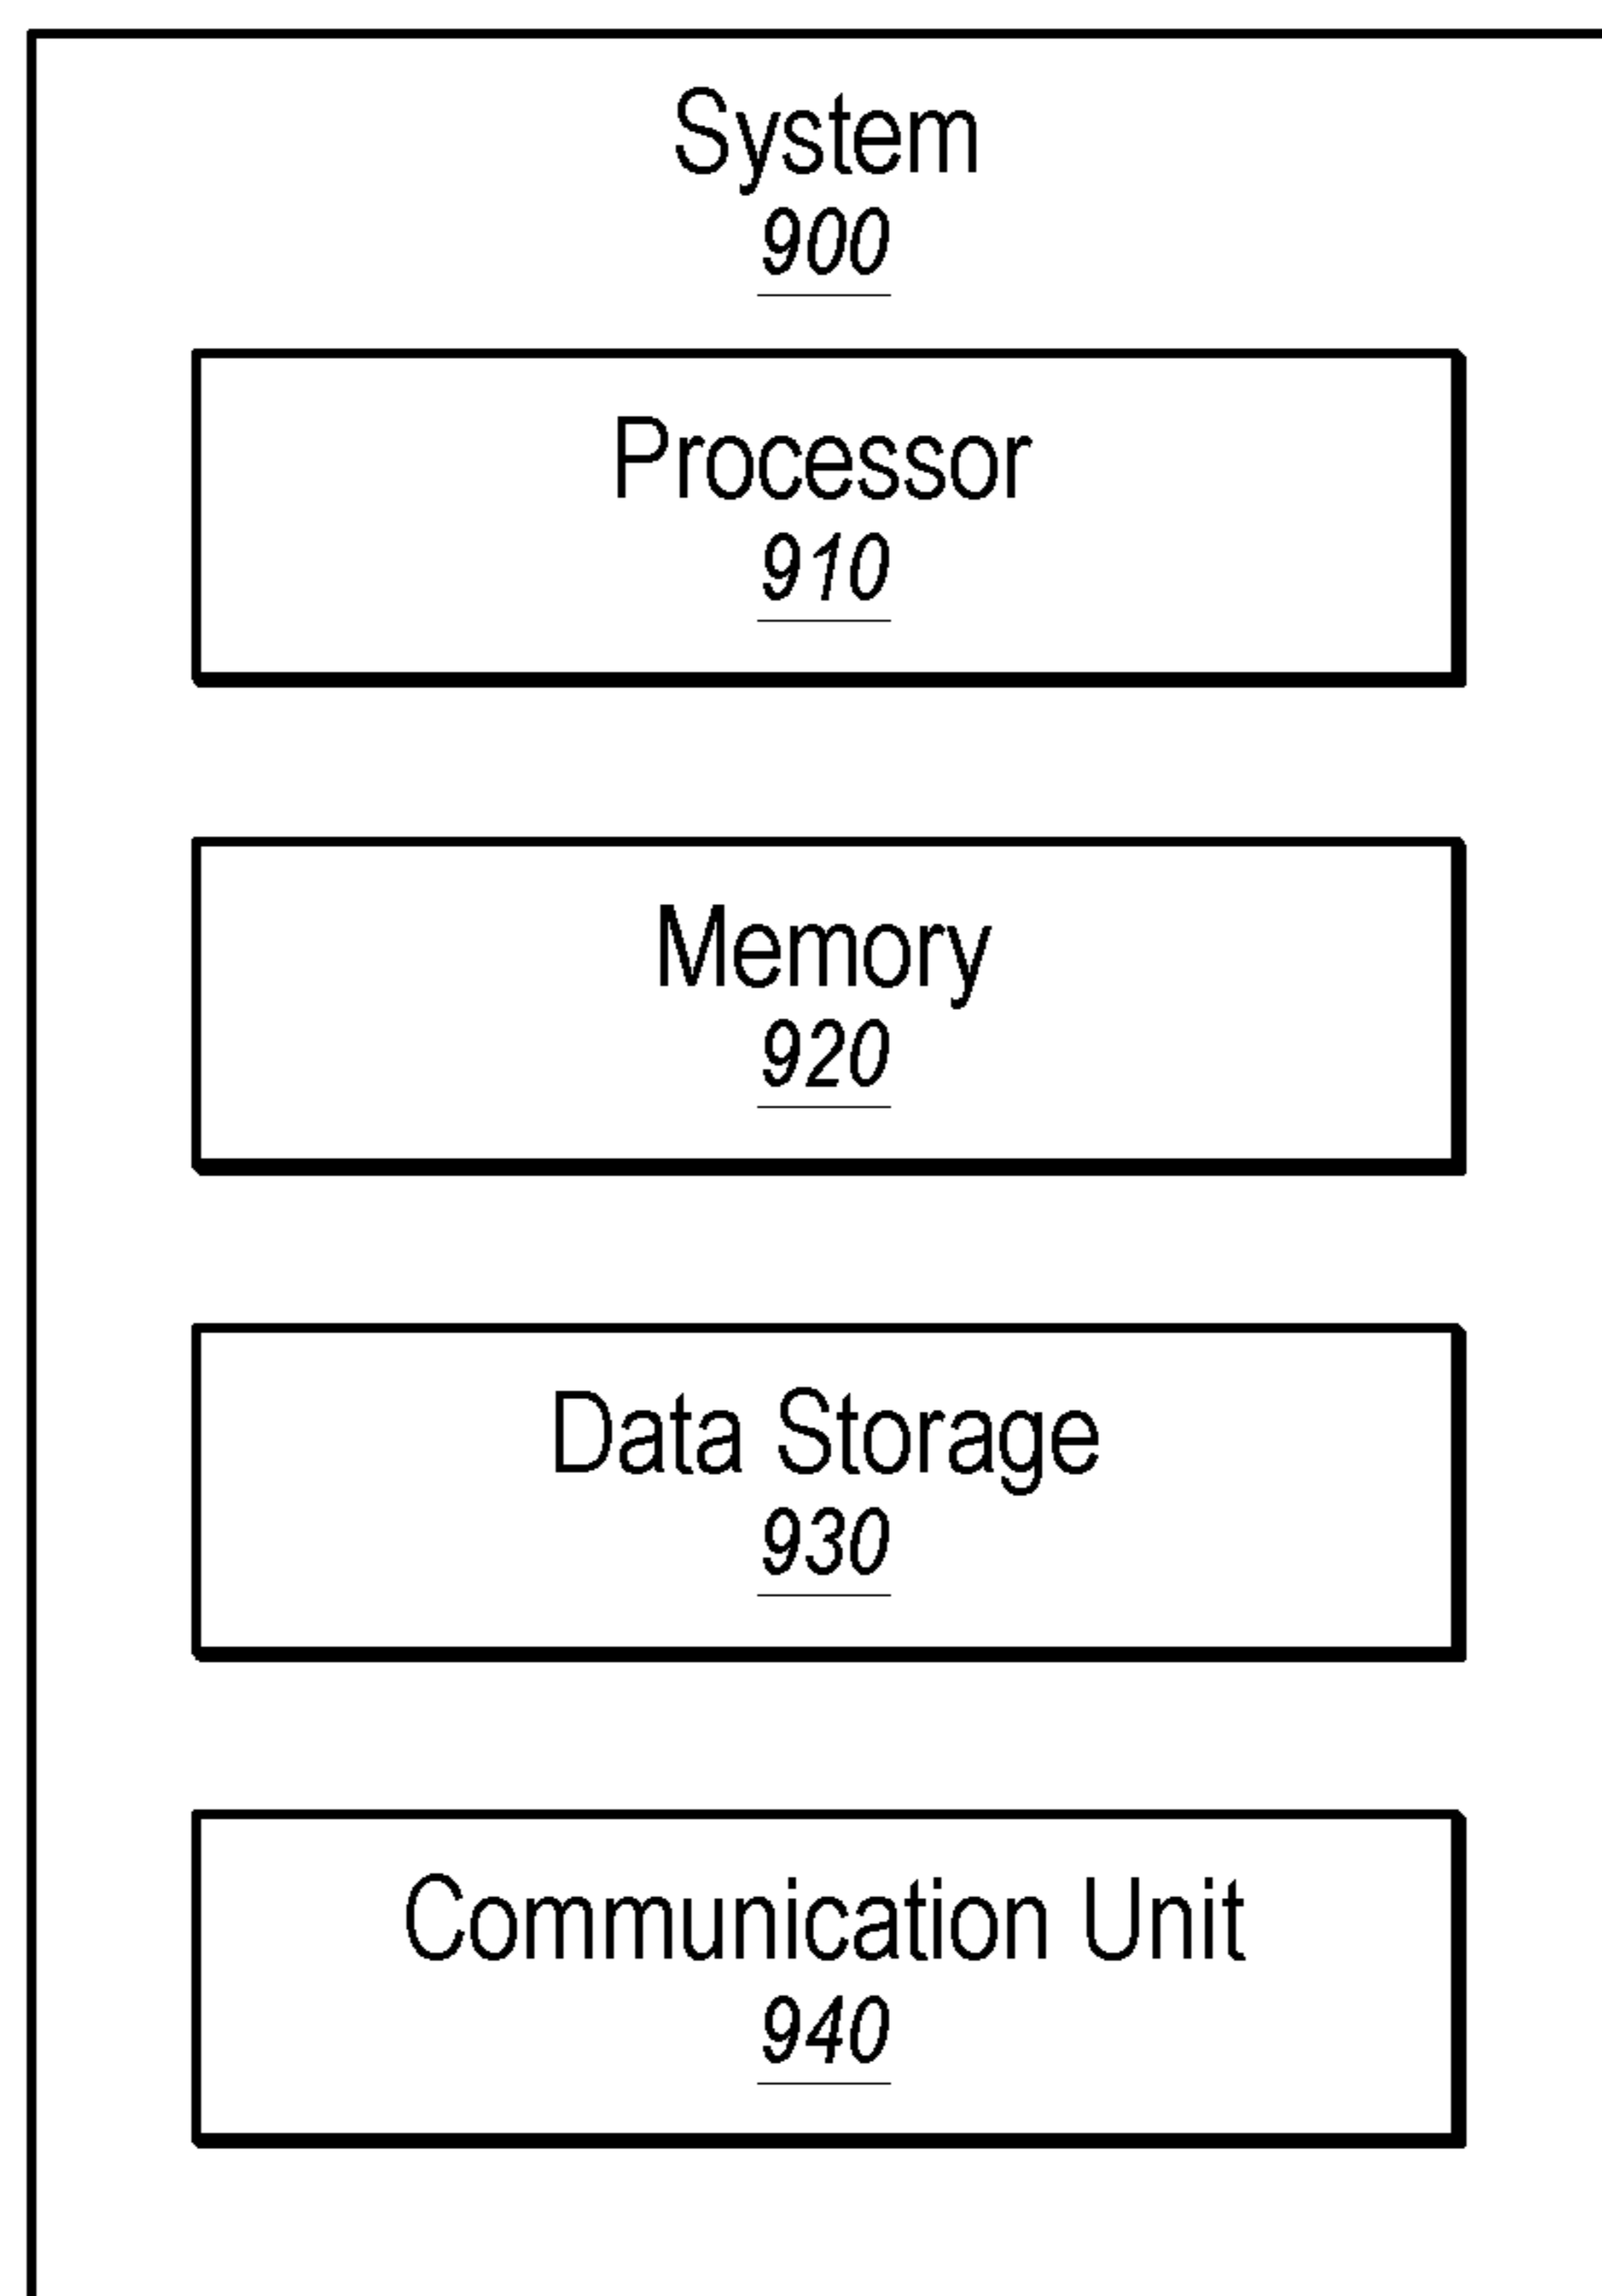 System
900
Processor
910
Memory
920
Data Storage
930
Communication Unit
940